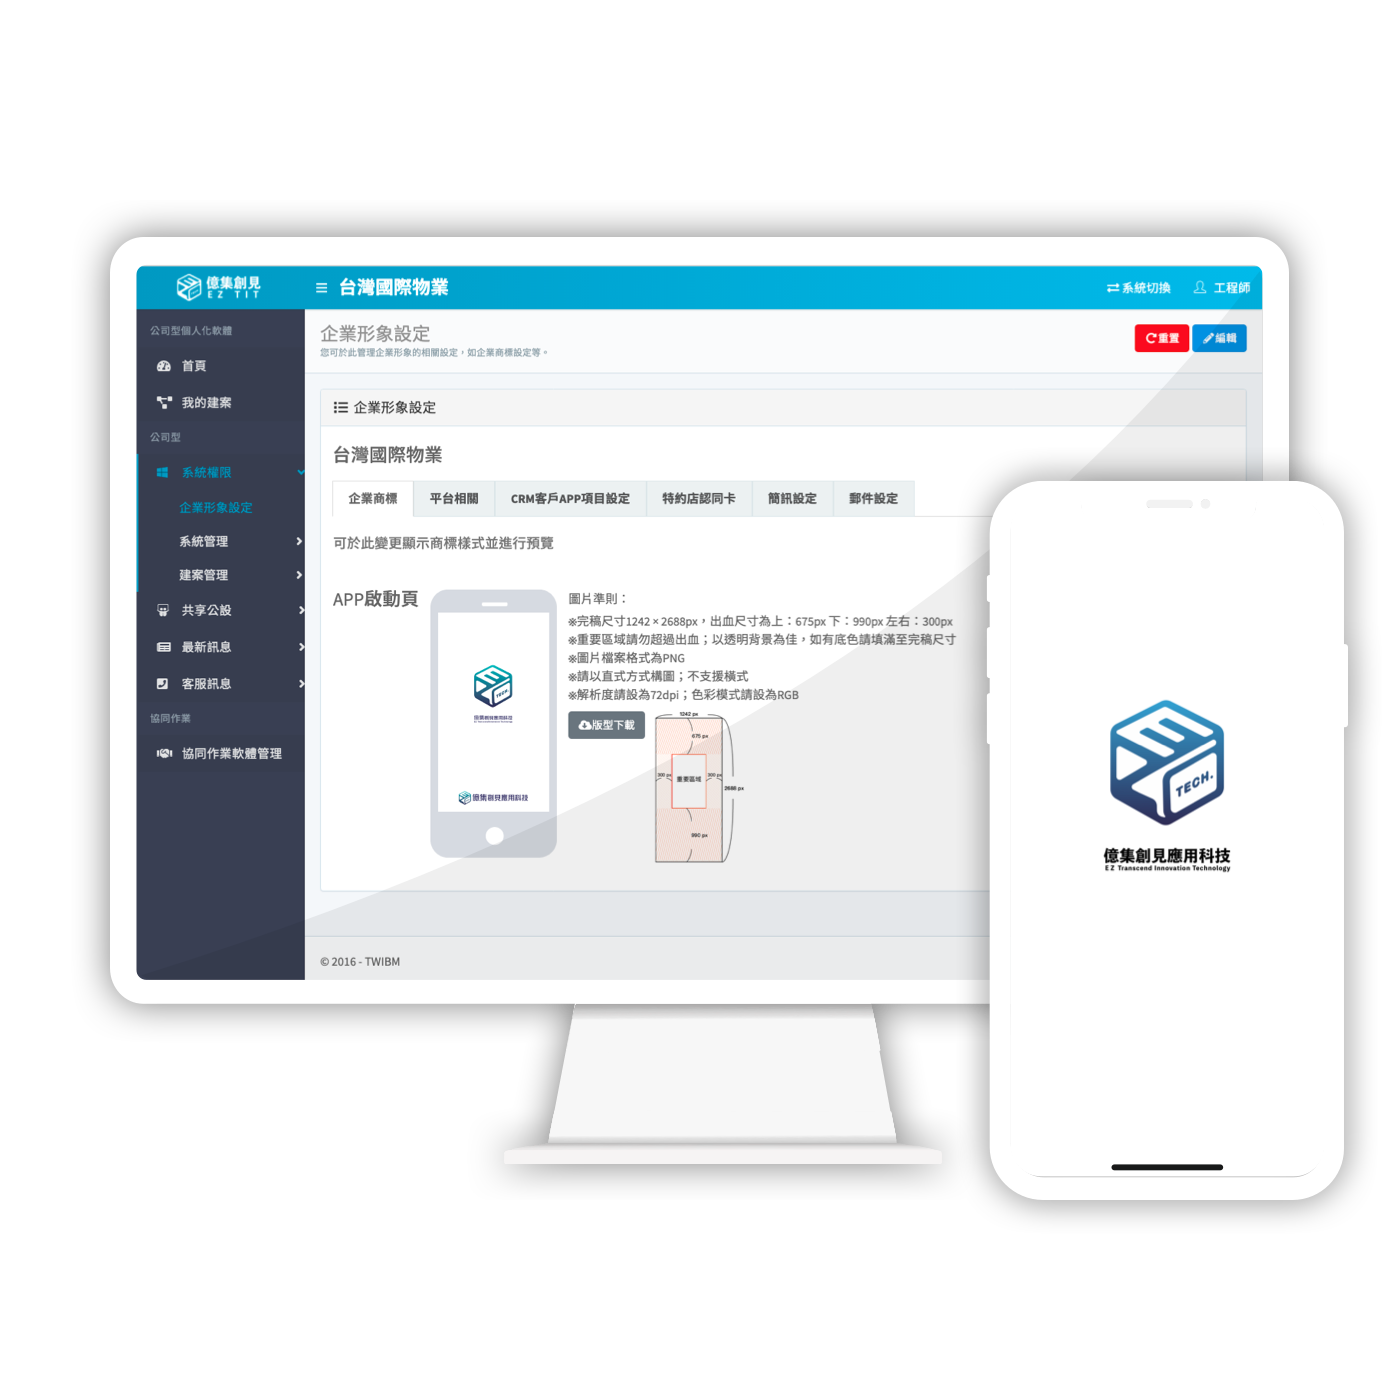 億集創見
EZ TIT
台灣國際物業
系統切換
工程師
公司型個人化軟體
首頁
我的建案
公司型
系統權限
企業形象設定
系統管理
建案管理
共享公設
最新訊息
客服訊息
協同作業
協同作業軟體管理
企業形象設定
您可於此管理企業形象的相關設定，如企業商標設定等。
重置
編輯
企業形象設定
台灣國際物業
企業商標
平台相關
CRM客戶APP項目設定
特約店認同卡
簡訊設定
郵件設定
可於此變更顯示商標樣式並進行預覽
APP啟動頁
TECH.
億集創見應用科技
EZ Transcend Innovation Technology
億集創見應用科技
圖片準則：
※完稿尺寸1242 × 2688px，出血尺寸為上：675px 下：990px 左右：300px
※重要區域請勿超過出血；以透明背景為佳，如有底色請填滿至完稿尺寸
※圖片檔案格式為PNG
※請以直式方式構圖；不支援橫式
※解析度請設為72dpi；色彩模式請設為RGB
版型下載
1242 px
675 px
300 px
重要區域
300 px
2688 px
990 px
© 2016 - TWIBM
TECH.
億集創見應用科技
EZ Transcend Innovation Technology